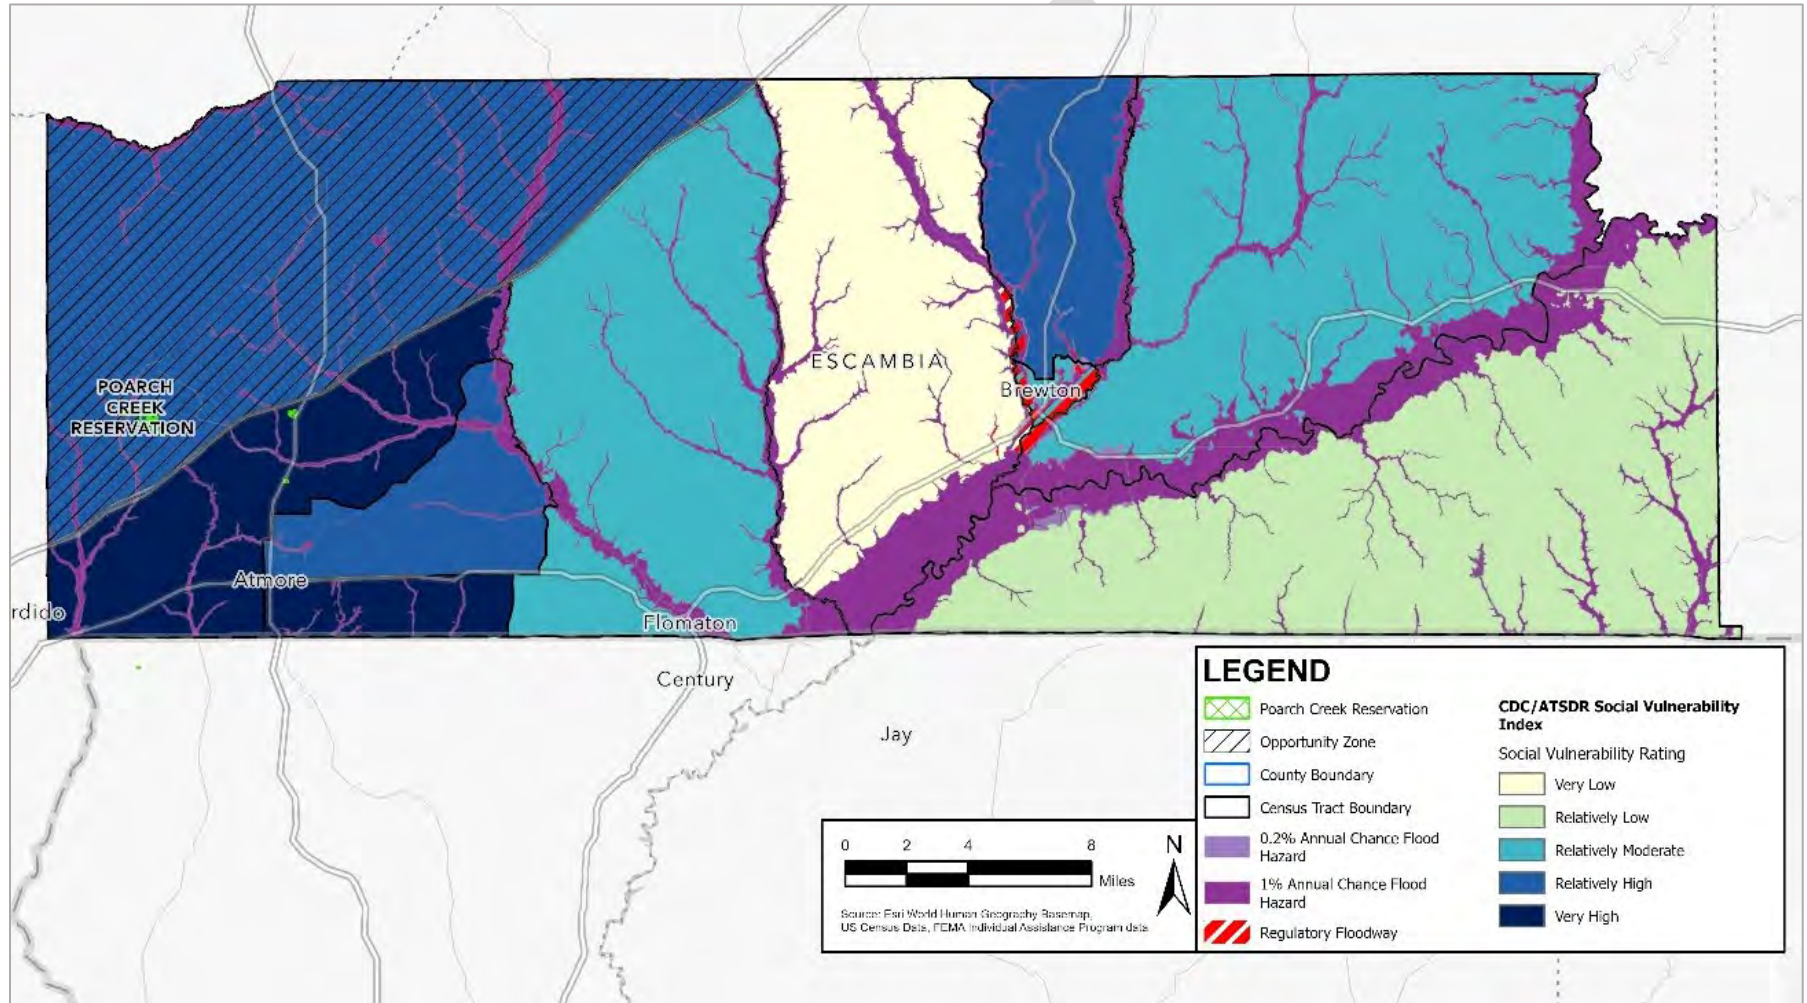 ESCAMBIA
POARCH
CREEK
RESERVATION
Brewton
Atmore
rdido
Flomaton
Century
Jay
LEGEND
Poarch Creek Reservation
Opportunity Zone
County Boundary
Census Tract Boundary
0.2% Annual Chance Flood
Hazard
1% Annual Chance Flood
Hazard
Regulatory Floodway
CDC/ATSDR Social Vulnerability
Index
Social Vulnerability Rating
Very Low
Relatively Low
Relatively Moderate
Relatively High
Very High
0 2 4 8
Miles
N
Source: Esri World Human Geography Basemap,
US Census Data, FEMA Individual Assistance Program data